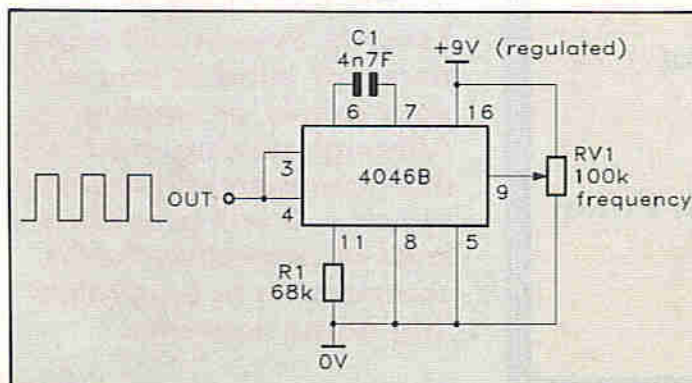 C1
4n7F
+9V (regulated)
6
7
16
3
4046B
RV1
100k
frequency
9
OUT
4
11
8
5
R1
68k
0V